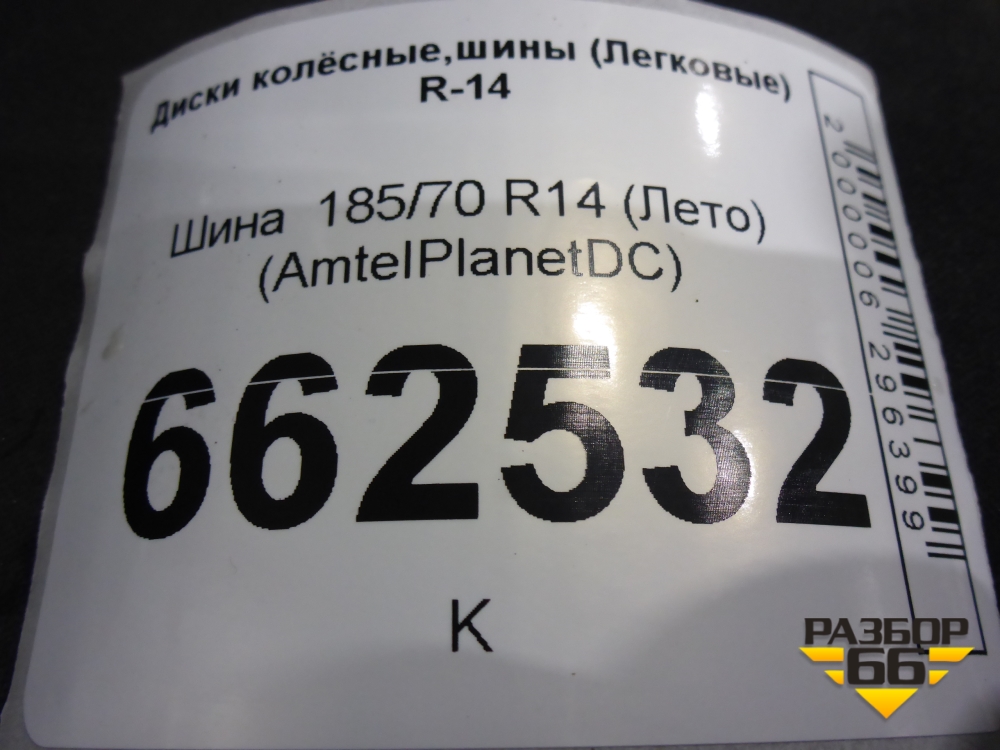 Диски колёсные,шины (Легковые)
R-14
Шина 185/70 R14 (Лето)
(AmtelPlanetDC)
662532
К
2000006296399
РАЗБОР
66